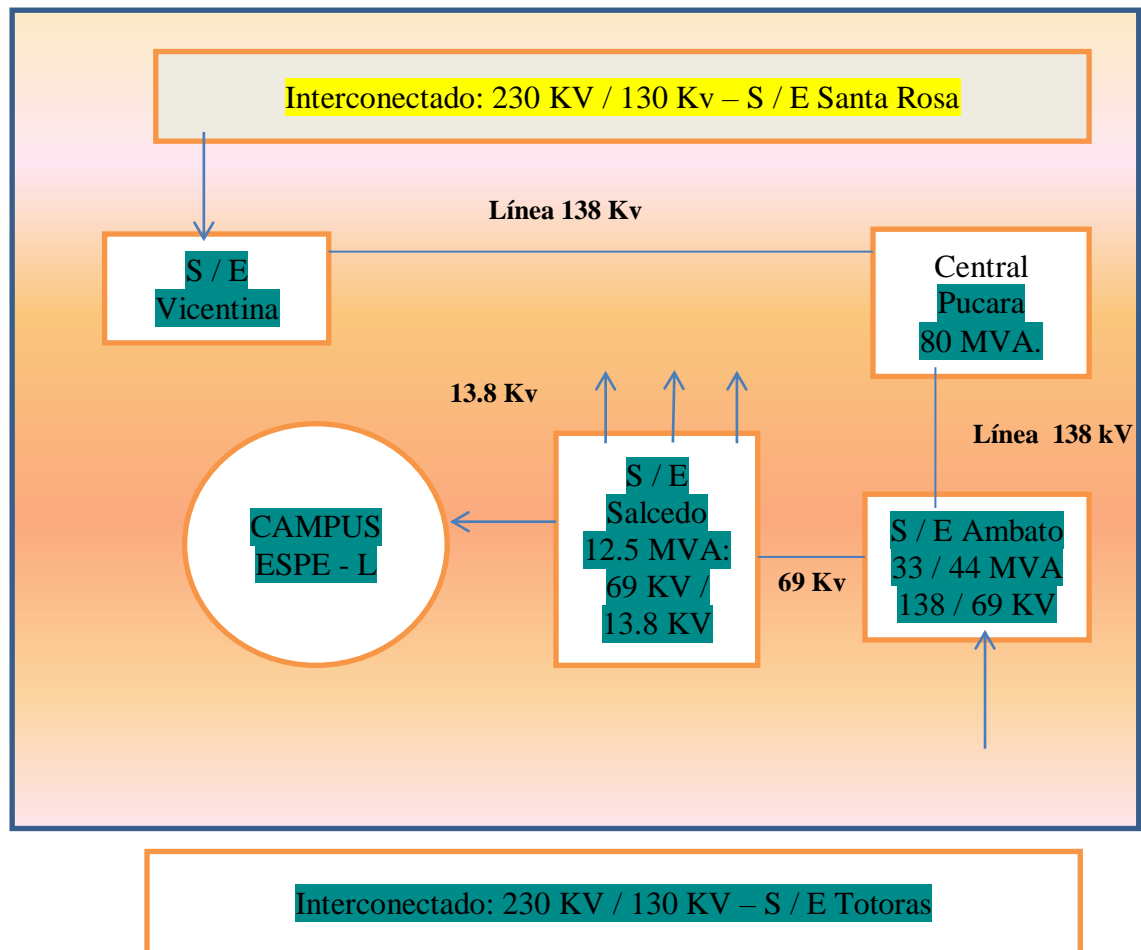 Interconectado: 230 KV / 130 Kv – S / E Santa Rosa
Línea 138 Kv
S / E
Vicentina
Central
Pucara
80 MVA.
13.8 Kv
Línea  138 kV
S / E
Salcedo
12.5 MVA:
69 KV /
13.8 KV
CAMPUS
ESPE - L
69 Kv
S / E Ambato
33 / 44 MVA
138 / 69 KV
Interconectado: 230 KV / 130 KV – S / E Totoras